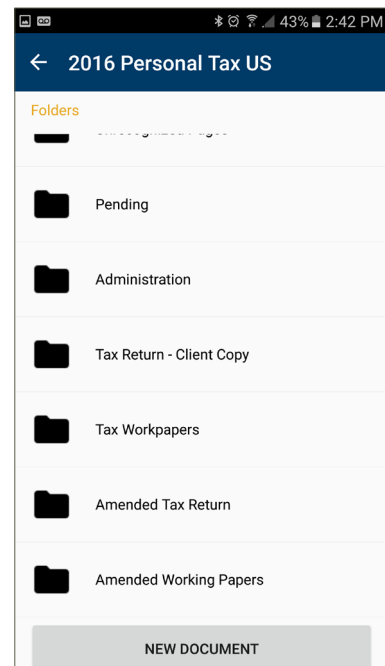 43% 2:42 PM
2016 Personal Tax US
Folders
Pending
Administration
Tax Return - Client Copy
Tax Workpapers
Amended Tax Return
Amended Working Papers
NEW DOCUMENT